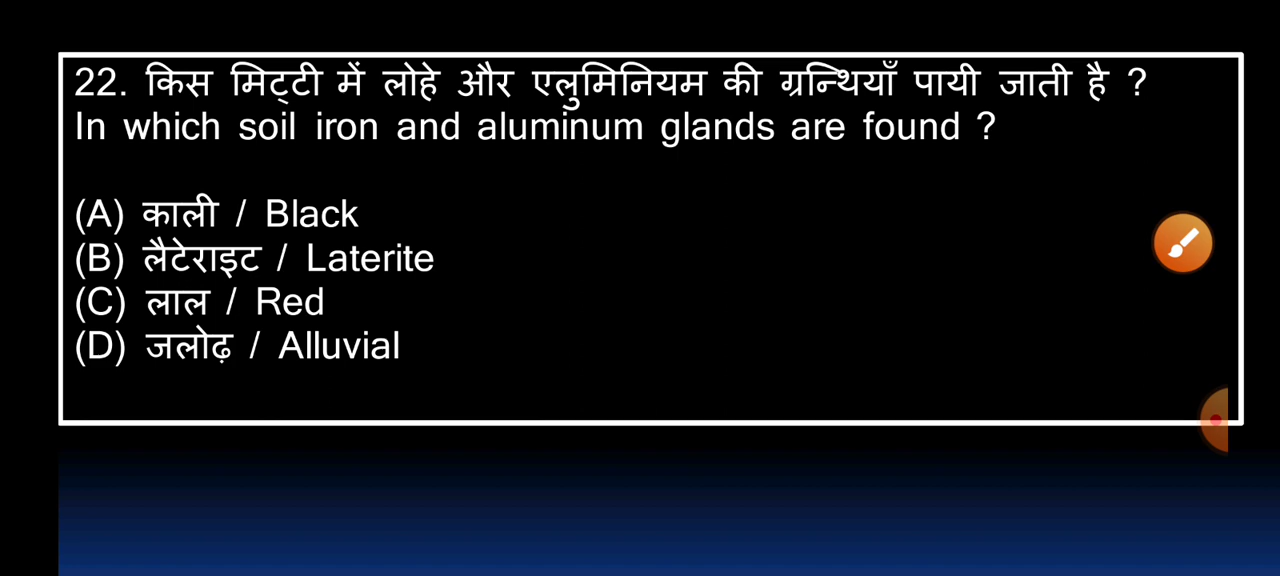 22. किस मिट्टी में लोहे और एलुमिनियम की ग्रन्थियाँ पायी जाती है ?
In which soil iron and aluminum glands are found ?
(A) काली / Black
(B) लैटेराइट / Laterite
(C) लाल / Red
(D) जलोढ़ / Alluvial